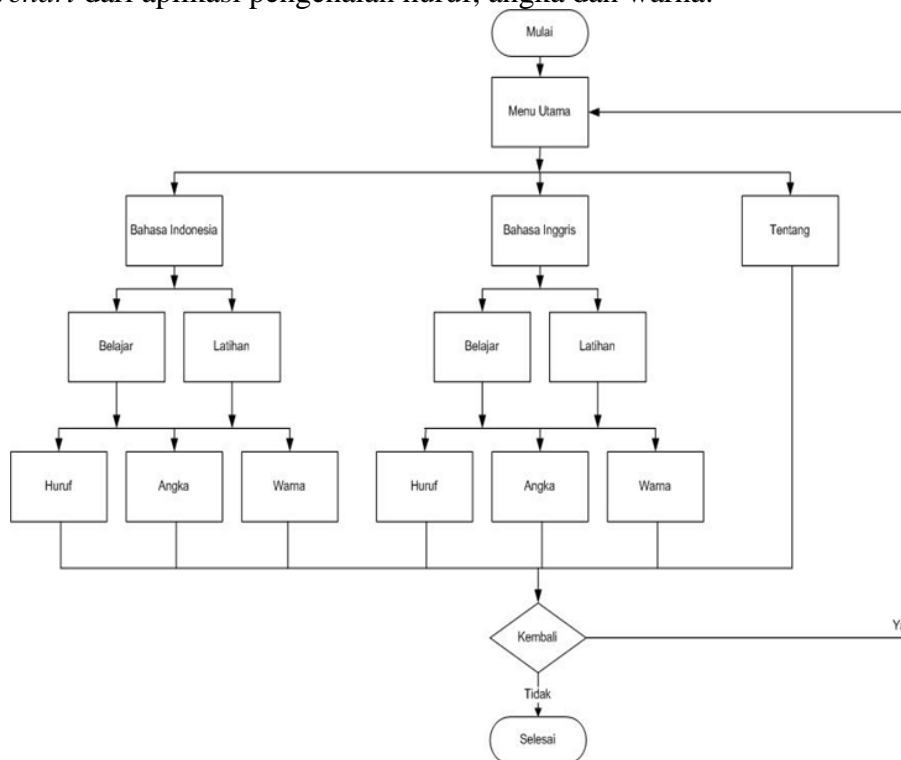 dari aplikasi pengenalan huruf, angka dan warna.
Mulai
Menu Utama
Bahasa Indonesia
Bahasa Inggris
Tentang
Belajar
Latihan
Belajar
Latihan
Huruf
Angka
Warna
Huruf
Angka
Warna
Kembali
Ya
Tidak
Selesai